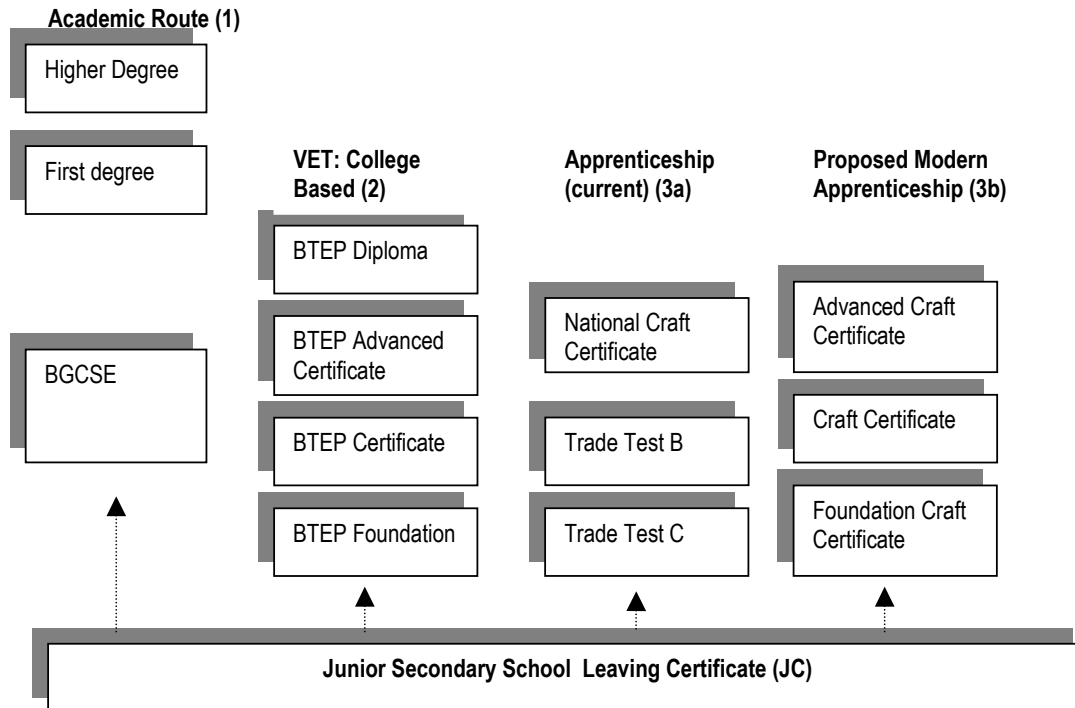 Academic Route (1)
Higher Degree
First degree
BGCSE
VET: College
Based (2)
BTEP Diploma
BTEP Advanced
Certificate
BTEP Certificate
BTEP Foundation
Apprenticeship
(current) (3a)
National Craft
Certificate
Trade Test B
Trade Test C
Proposed Modern
Apprenticeship (3b)
Advanced Craft
Certificate
Craft Certificate
Foundation Craft
Certificate
Junior Secondary School Leaving Certificate (JC)